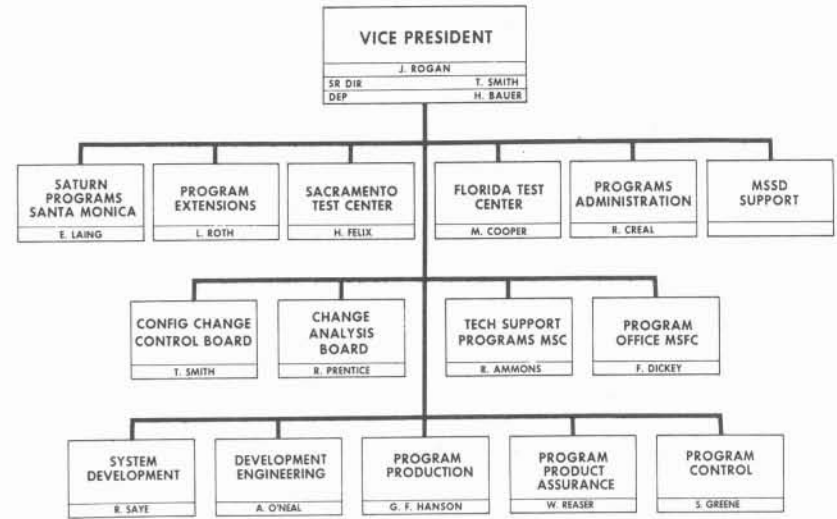 VICE PRESIDENT
J. ROGAN
SR DIR T. SMITH
DEP H. BAUER
SATURN
PROGRAMS
SANTA MONICA
E. LAING
PROGRAM
EXTENSIONS
L. ROTH
SACRAMENTO
TEST CENTER
H. FELIX
FLORIDA TEST
CENTER
M. COOPER
PROGRAMS
ADMINISTRATION
R. CREAL
MSSD
SUPPORT
CONFIG CHANGE
CONTROL BOARD
T. SMITH
CHANGE
ANALYSIS
BOARD
R. PRENTICE
TECH SUPPORT
PROGRAMS MSC
R. AMMONS
PROGRAM
OFFICE MSFC
F. DICKEY
SYSTEM
DEVELOPMENT
R. SAYE
DEVELOPMENT
ENGINEERING
A. O'NEAL
PROGRAM
PRODUCTION
G. F. HANSON
PROGRAM
PRODUCT
ASSURANCE
W. REASER
PROGRAM
CONTROL
S. GREENE